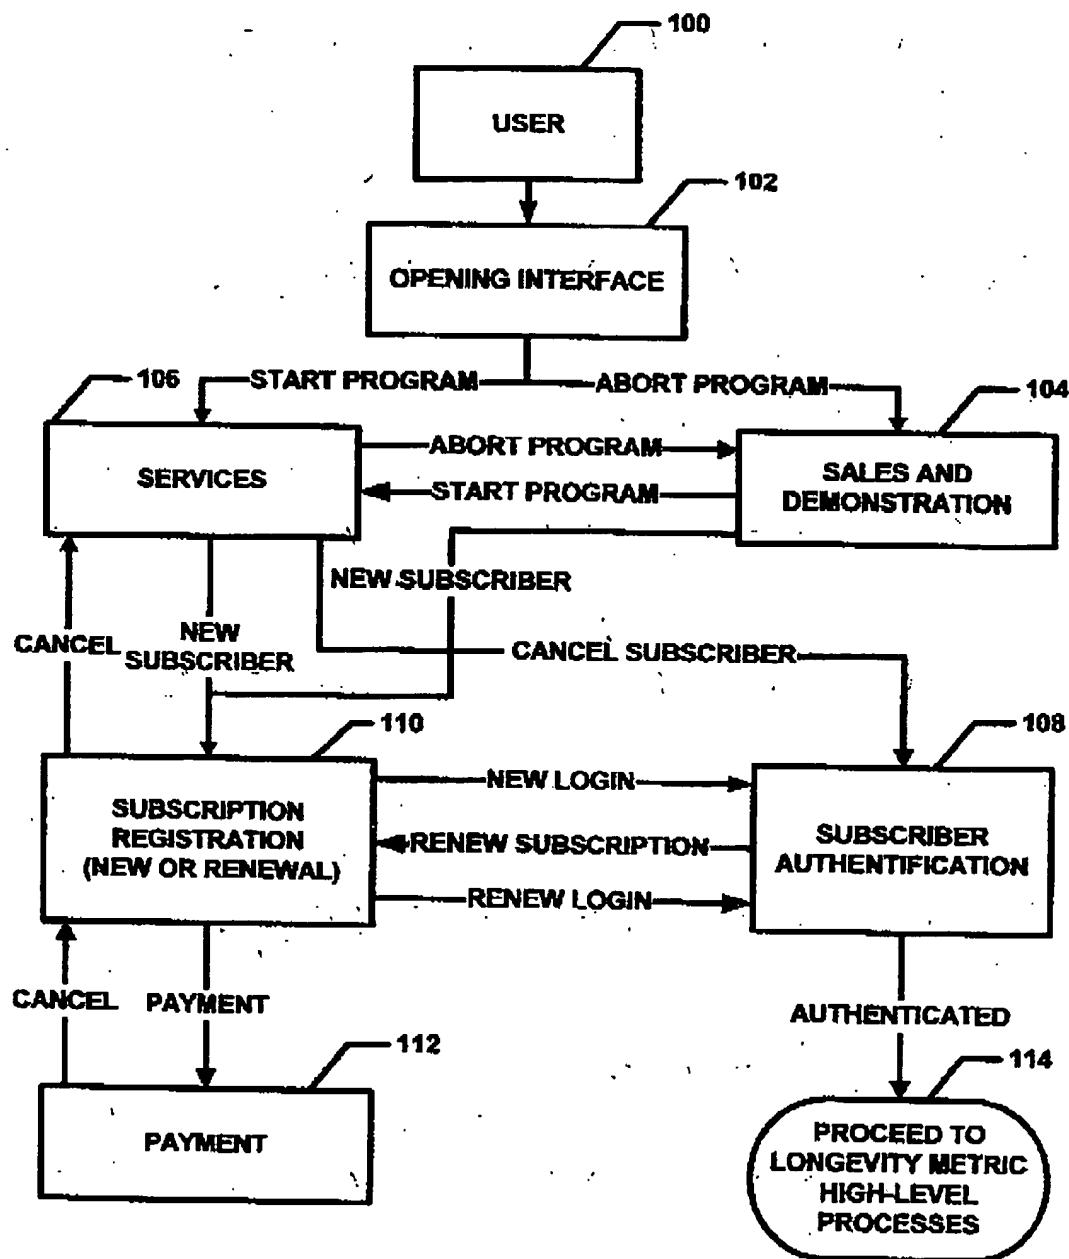 100
USER
102
OPENING INTERFACE
106
START PROGRAM
ABORT PROGRAM
104
SERVICES
ABORT PROGRAM
START PROGRAM
SALES AND
DEMONSTRATION
NEW SUBSCRIBER
CANCEL
NEW
SUBSCRIBER
CANCEL SUBSCRIBER
110
108
SUBSCRIPTION
REGISTRATION
(NEW OR RENEWAL)
NEW LOGIN
RENEW SUBSCRIPTION
RENEW LOGIN
SUBSCRIBER
AUTHENTIFICATION
CANCEL
PAYMENT
AUTHENTICATED
112
114
PAYMENT
PROCEED TO
LONGEVITY METRIC
HIGH-LEVEL
PROCESSES